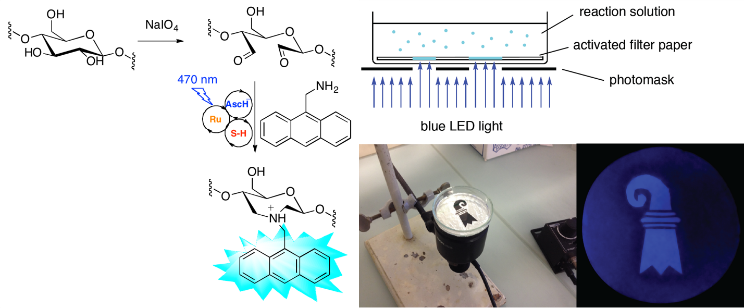 OH
O
HO
OH
O
NaIO4
OH
O
O
O
O
470 nm
AscH
Ru
S-H
NH2
OH
O
O
+
NH
reaction solution
activated filter paper
photomask
blue LED light